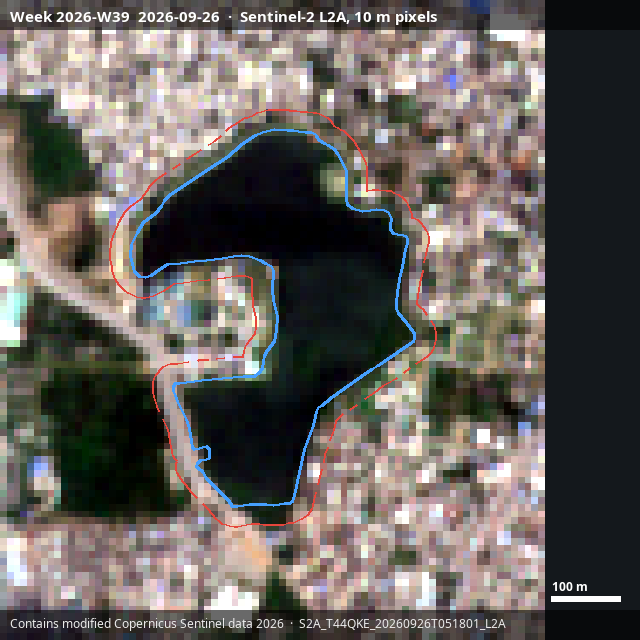 Week 2026-W39 2026-09-26 · Sentinel-2 L2A, 10 m pixels
100 m
Contains modified Copernicus Sentinel data 2026 · S2A_T44QKE_20260926T051801_L2A